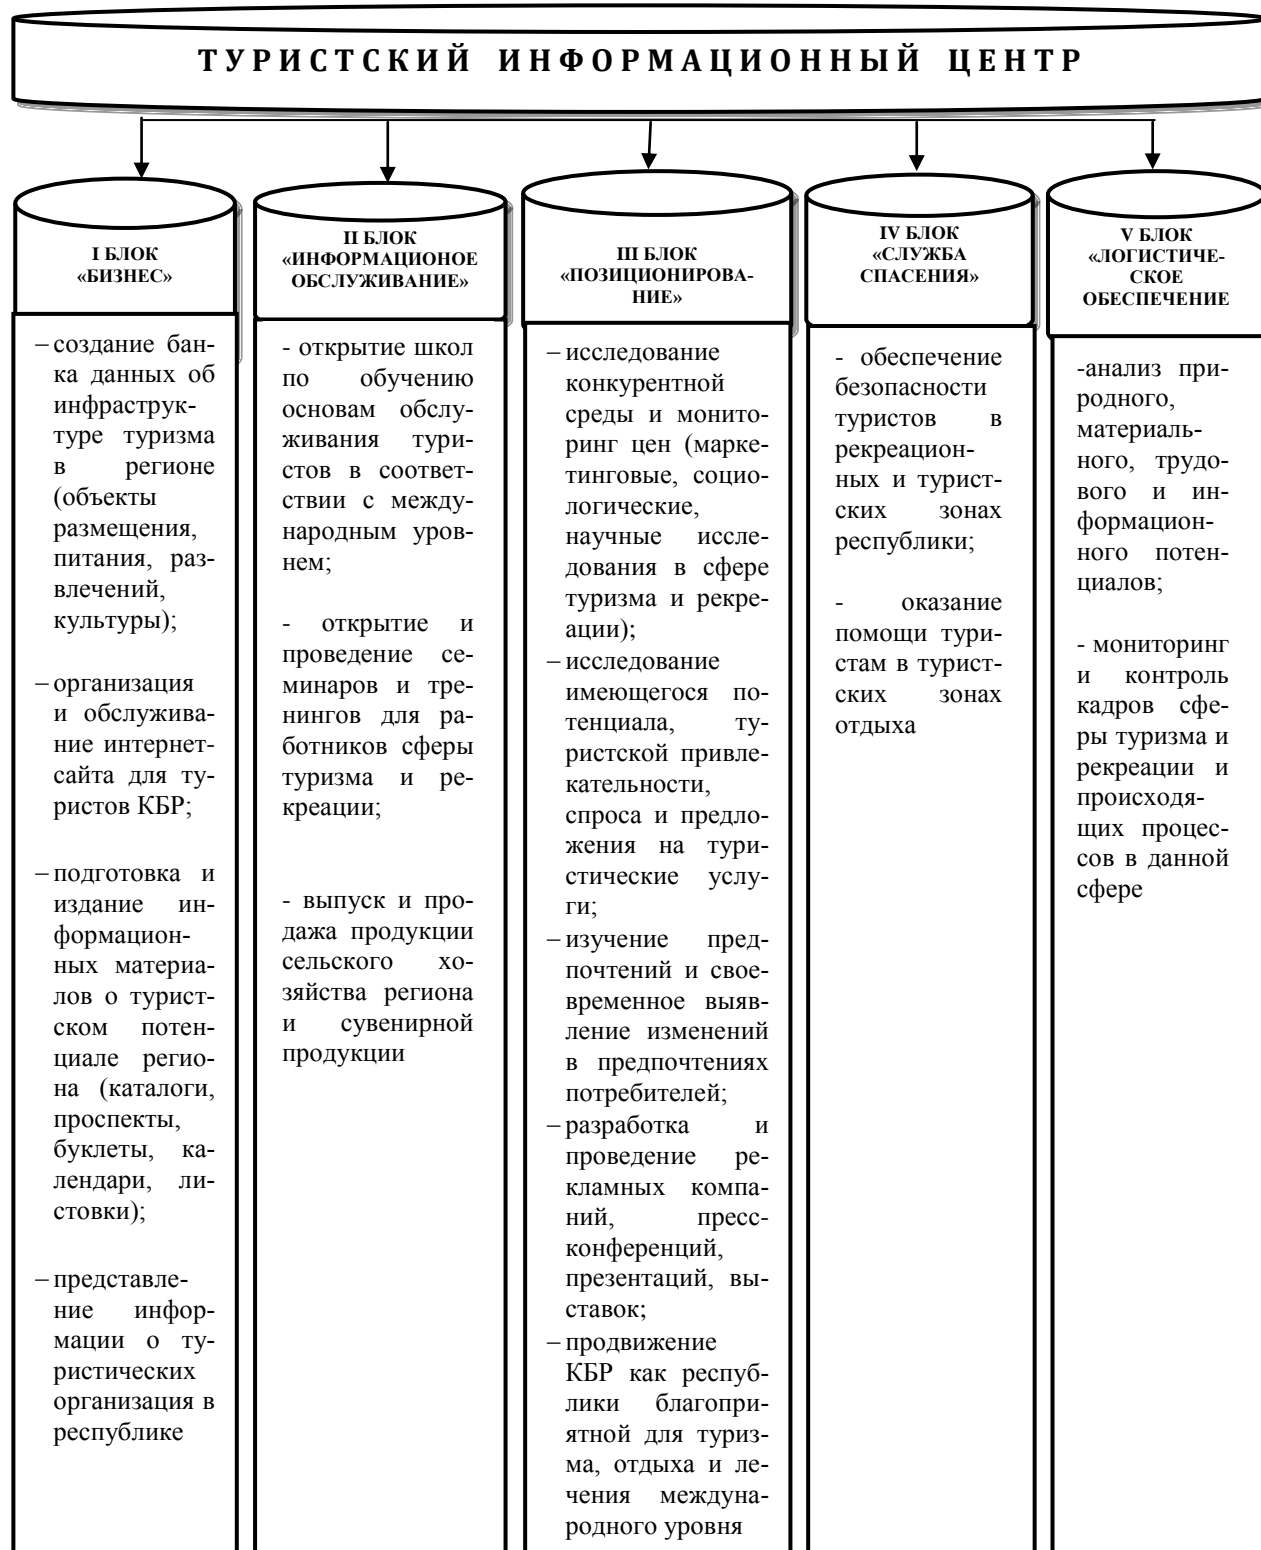 ТУРИСТСКИЙ ИНФОРМАЦИОННЫЙ ЦЕНТР
I БЛОК
«БИЗНЕС»
– создание бан-
ка данных об
инфраструк-
туре туризма
в регионе
(объекты
размещения,
питания, раз-
влечений,
культуры);
– организация
и обслужива-
ние интернет-
сайта для ту-
ристов КБР;
– подготовка и
издание ин-
формацион-
ных материа-
лов о турист-
ском потен-
циале регио-
на (каталоги,
проспекты,
буклеты, ка-
лендари, ли-
стовки);
– представле-
ние инфор-
мации о ту-
ристических
организация в
республике
II БЛОК
«ИНФОРМАЦИОНОЕ
ОБСЛУЖИВАНИЕ»
- открытие школ
по обучению
основам обслу-
живания тури-
стов в соответ-
ствии с между-
народным уров-
нем;
- открытие и
проведение се-
минаров и тре-
нингов для ра-
ботников сферы
туризма и ре-
креации;
- выпуск и про-
дажа продукции
сельского хо-
зяйства региона
и сувенирной
продукции
III БЛОК
«ПОЗИЦИОНИРОВА-
НИЕ»
– исследование
конкурентной
среды и монито-
ринг цен (марке-
тинговые, социо-
логические,
научные иссле-
дования в сфере
туризма и рекре-
ации);
– исследование
имеющегося по-
тенциала, ту-
ристской привле-
кательности,
спроса и предло-
жения на тури-
стические услу-
ги;
– изучение пред-
почтений и свое-
временное выяв-
ление изменений
в предпочтениях
потребителей;
– разработка и
проведение ре-
кламных компа-
ний, пресс-
конференций,
презентаций, вы-
ставок;
– продвижение
КБР как респуб-
лики благопри-
ятной для туриз-
ма, отдыха и ле-
чения междуна-
родного уровня
IV БЛОК
«СЛУЖБА
СПАСЕНИЯ»
- обеспечение
безопасности
туристов в
рекреацион-
ных и турист-
ских зонах
республики;
- оказание
помощи тури-
стам в турист-
ских зонах
отдыха
V БЛОК
«ЛОГИСТИЧЕ-
СКОЕ
ОБЕСПЕЧЕНИЕ
-анализ при-
родного,
материаль-
ного, трудо-
вого и ин-
формацион-
ного потен-
циалов;
- мониторинг
и контроль
кадров сфе-
ры туризма и
рекреации и
происходя-
щих процес-
сов в данной
сфере